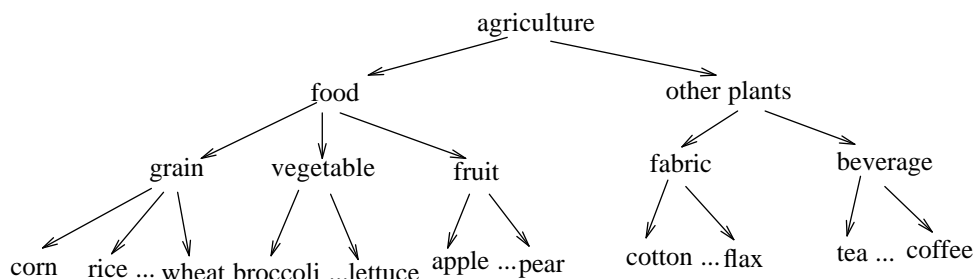 agriculture
food other plants
grain vegetable fruit fabric beverage
corn rice ... wheat broccoli ...lettuce apple ...pear cotton ...flax tea ... coffee